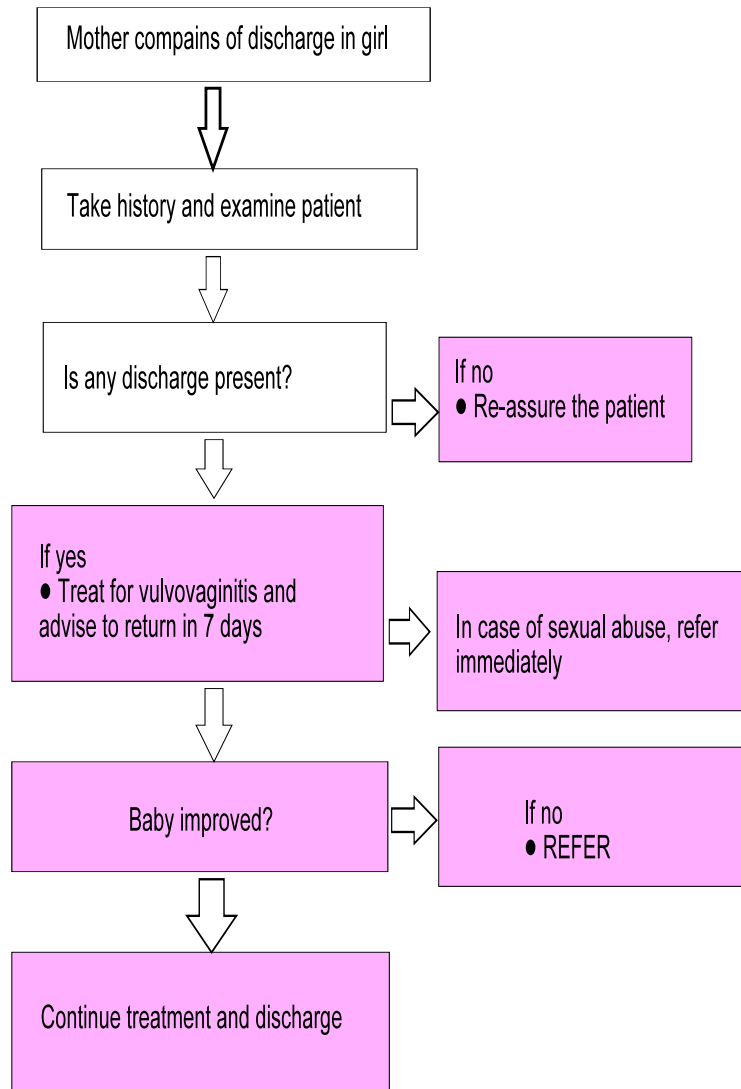 Mother compains of discharge in girl
Take history and examine patient
Is any discharge present?
If no
● Re-assure the patient
If yes
● Treat for vulvovaginitis and
advise to return in 7 days
In case of sexual abuse, refer
immediately
Baby improved?
If no
● REFER
Continue treatment and discharge